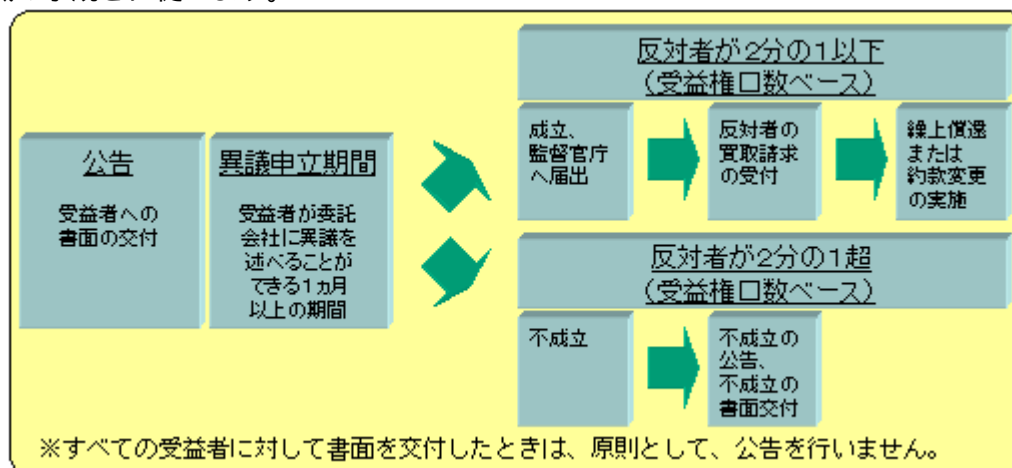 反対者が2分の1以下
(受益権口数ベース)
公告
受益者への
書面の交付
異議申立期間
受益者が委託
会社に異議を
述べることが
できる1ヵ月
以上の期間
成立、
監督官庁
へ届出
反対者の
買取請求
の受付
繰上償還
または
約款変更
の実施
反対者が2分の1超
(受益権口数ベース)
不成立
不成立の
公告、
不成立の
書面交付
※すべての受益者に対して書面を交付したときは、原則として、公告を行いません。